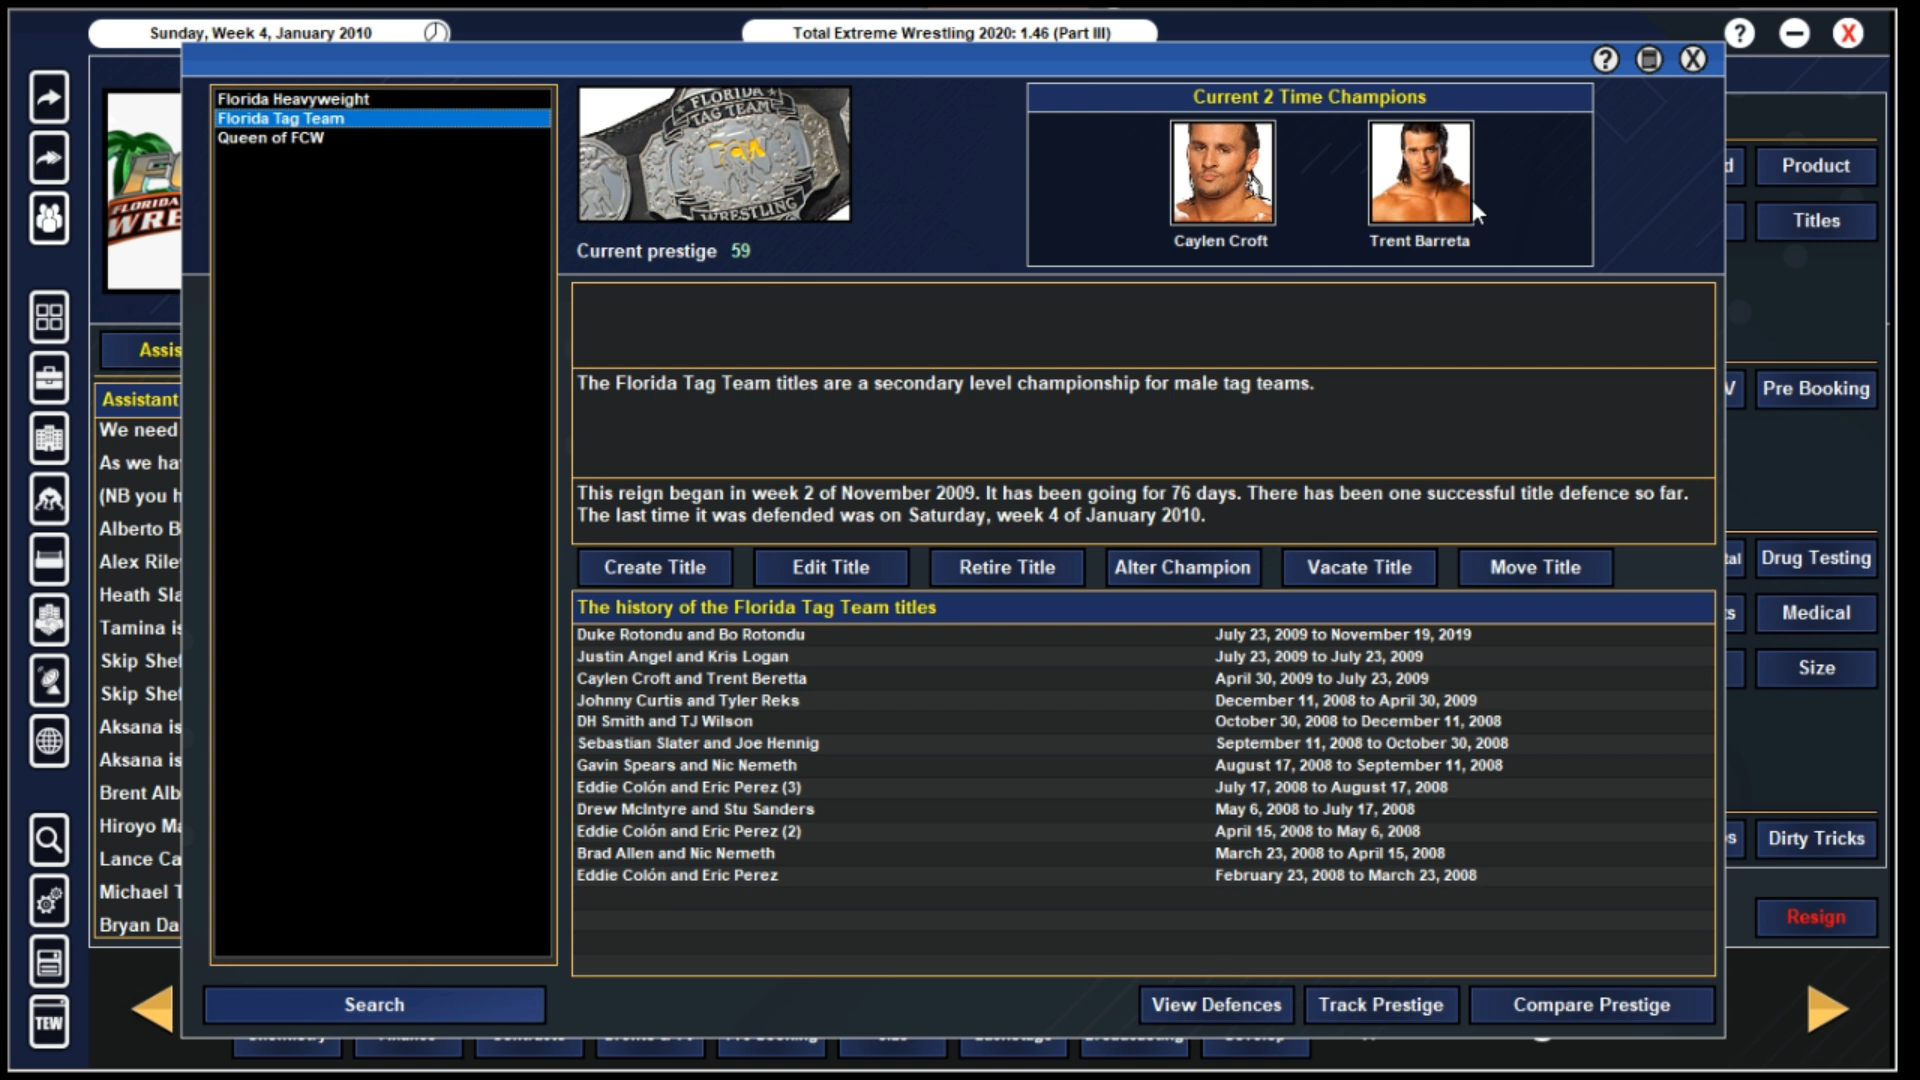 Sunday, Week 4, January 2010
Total Extreme Wrestling 2020: 1.46 (Part III)
?
X
?
X
Florida Heavyweight
Florida Tag Team
Queen of FCW
FLORIDA
TAG TEAM
WRESTLING
Current prestige 59
Current 2 Time Champions
Caylen Croft
Trent Barreta
FLORIDA
WRE
d
Product
Titles
V
Pre Booking
tal
Drug Testing
s
Medical
Size
s
Dirty Tricks
Resign
Assis
Assistant
We need
As we ha
(NB you h
Alberto B
Alex Rile
Heath Sla
Tamina is
Skip Shef
Skip Shef
Aksana is
Aksana is
Brent Alb
Hiroyo Ma
Lance Ca
Michael T
Bryan Da
TEW
The Florida Tag Team titles are a secondary level championship for male tag teams.
This reign began in week 2 of November 2009. It has been going for 76 days. There has been one successful title defence so far.
The last time it was defended was on Saturday, week 4 of January 2010.
Create Title
Edit Title
Retire Title
Alter Champion
Vacate Title
Move Title
The history of the Florida Tag Team titles
Duke Rotondu and Bo Rotondu July 23, 2009 to November 19, 2019
Justin Angel and Kris Logan July 23, 2009 to July 23, 2009
Caylen Croft and Trent Beretta April 30, 2009 to July 23, 2009
Johnny Curtis and Tyler Reks December 11, 2008 to April 30, 2009
DH Smith and TJ Wilson October 30, 2008 to December 11, 2008
Sebastian Slater and Joe Hennig September 11, 2008 to October 30, 2008
Gavin Spears and Nic Nemeth August 17, 2008 to September 11, 2008
Eddie Colón and Eric Perez (3) July 17, 2008 to August 17, 2008
Drew McIntyre and Stu Sanders May 6, 2008 to July 17, 2008
Eddie Colón and Eric Perez (2) April 15, 2008 to May 6, 2008
Brad Allen and Nic Nemeth March 23, 2008 to April 15, 2008
Eddie Colón and Eric Perez February 23, 2008 to March 23, 2008
Search
View Defences
Track Prestige
Compare Prestige